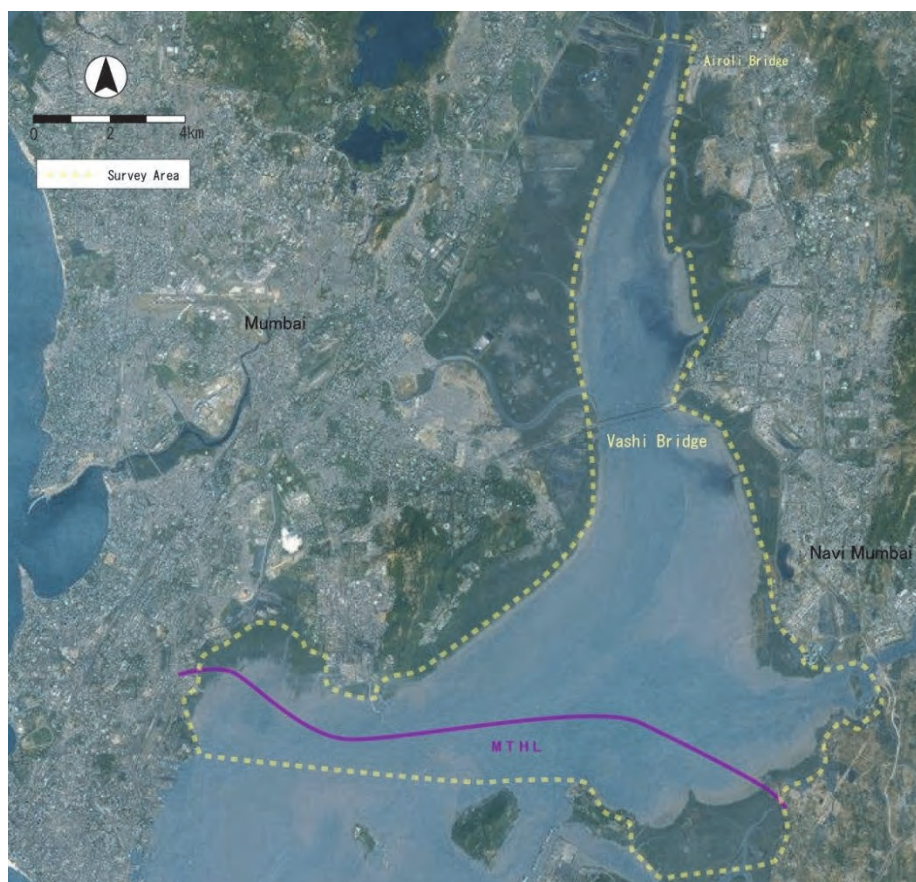 Airoli Bridge
0 2 4km
Survey Area
Mumbai
Vashi Bridge
Navi Mumbai
MTHL